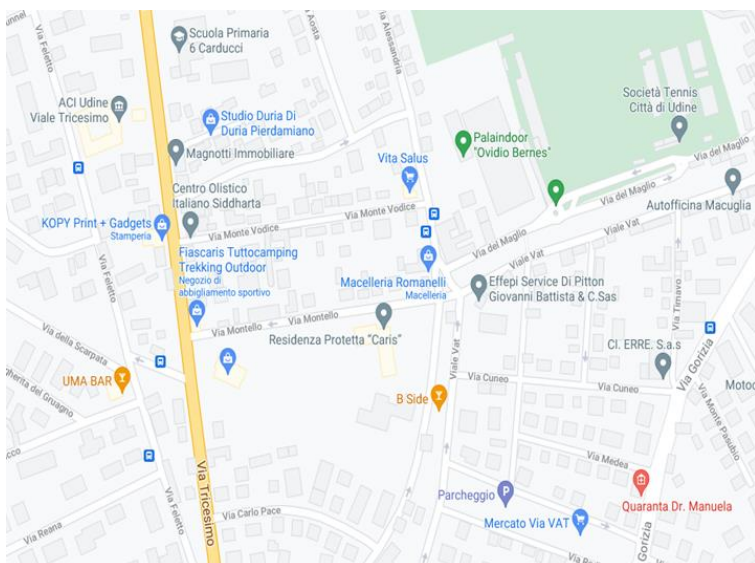 Via Feletto
Scuola Primaria
6 Carducci
Aosta
Via Alessandria
ACI Udine
Viale Tricesimo
Studio Duria Di
Duria Pierdamiano
Società Tennis
Città di Udine
Magnotti Immobiliare
Palaindoor
"Ovidio Bernes"
Via del Maglio
Vita Salus
Centro Olistico
Italiano Siddharta
Via del Maglio
Autofficina Macuglia
KOPY Print + Gadgets
Stamperia
Via Monte Vodice
Via Monte Vodice
Via del Maglio
Viale Vat
Fiascaris Tuttocamping
Trekking Outdoor
Negozio di
abbigliamento sportivo
Via Feletto
Macelleria Romanelli
Macelleria
Effepi Service Di Pitton
Giovanni Battista & C.Sas
Via Timavo
Via Montello
Via Montello
Residenza Protetta "Caris"
Via della Scarpata
CI. ERRE. S.a.s
Via Gorizia
Viale Vat
Via Cuneo
Via Cuneo
Motoc
UMA BAR
B Side
Via Monte Pasubio
Via Medea
Via Tricesimo
Parcheggio
Quaranta Dr. Manuela
Mercato Via VAT
Via Feletto
Via Carlo Pace
Via Reana
Gorizia